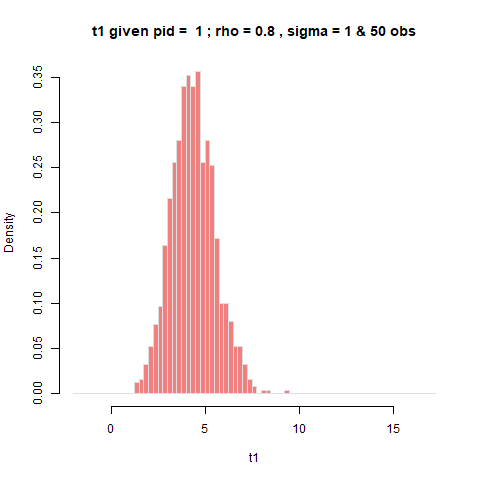 t1 given pid =  1 ; rho = 0.8 , sigma = 1 & 50 obs
Density
0.35
0.30
0.25
0.20
0.15
0.10
0.05
0.00
0 5 10 15
t1